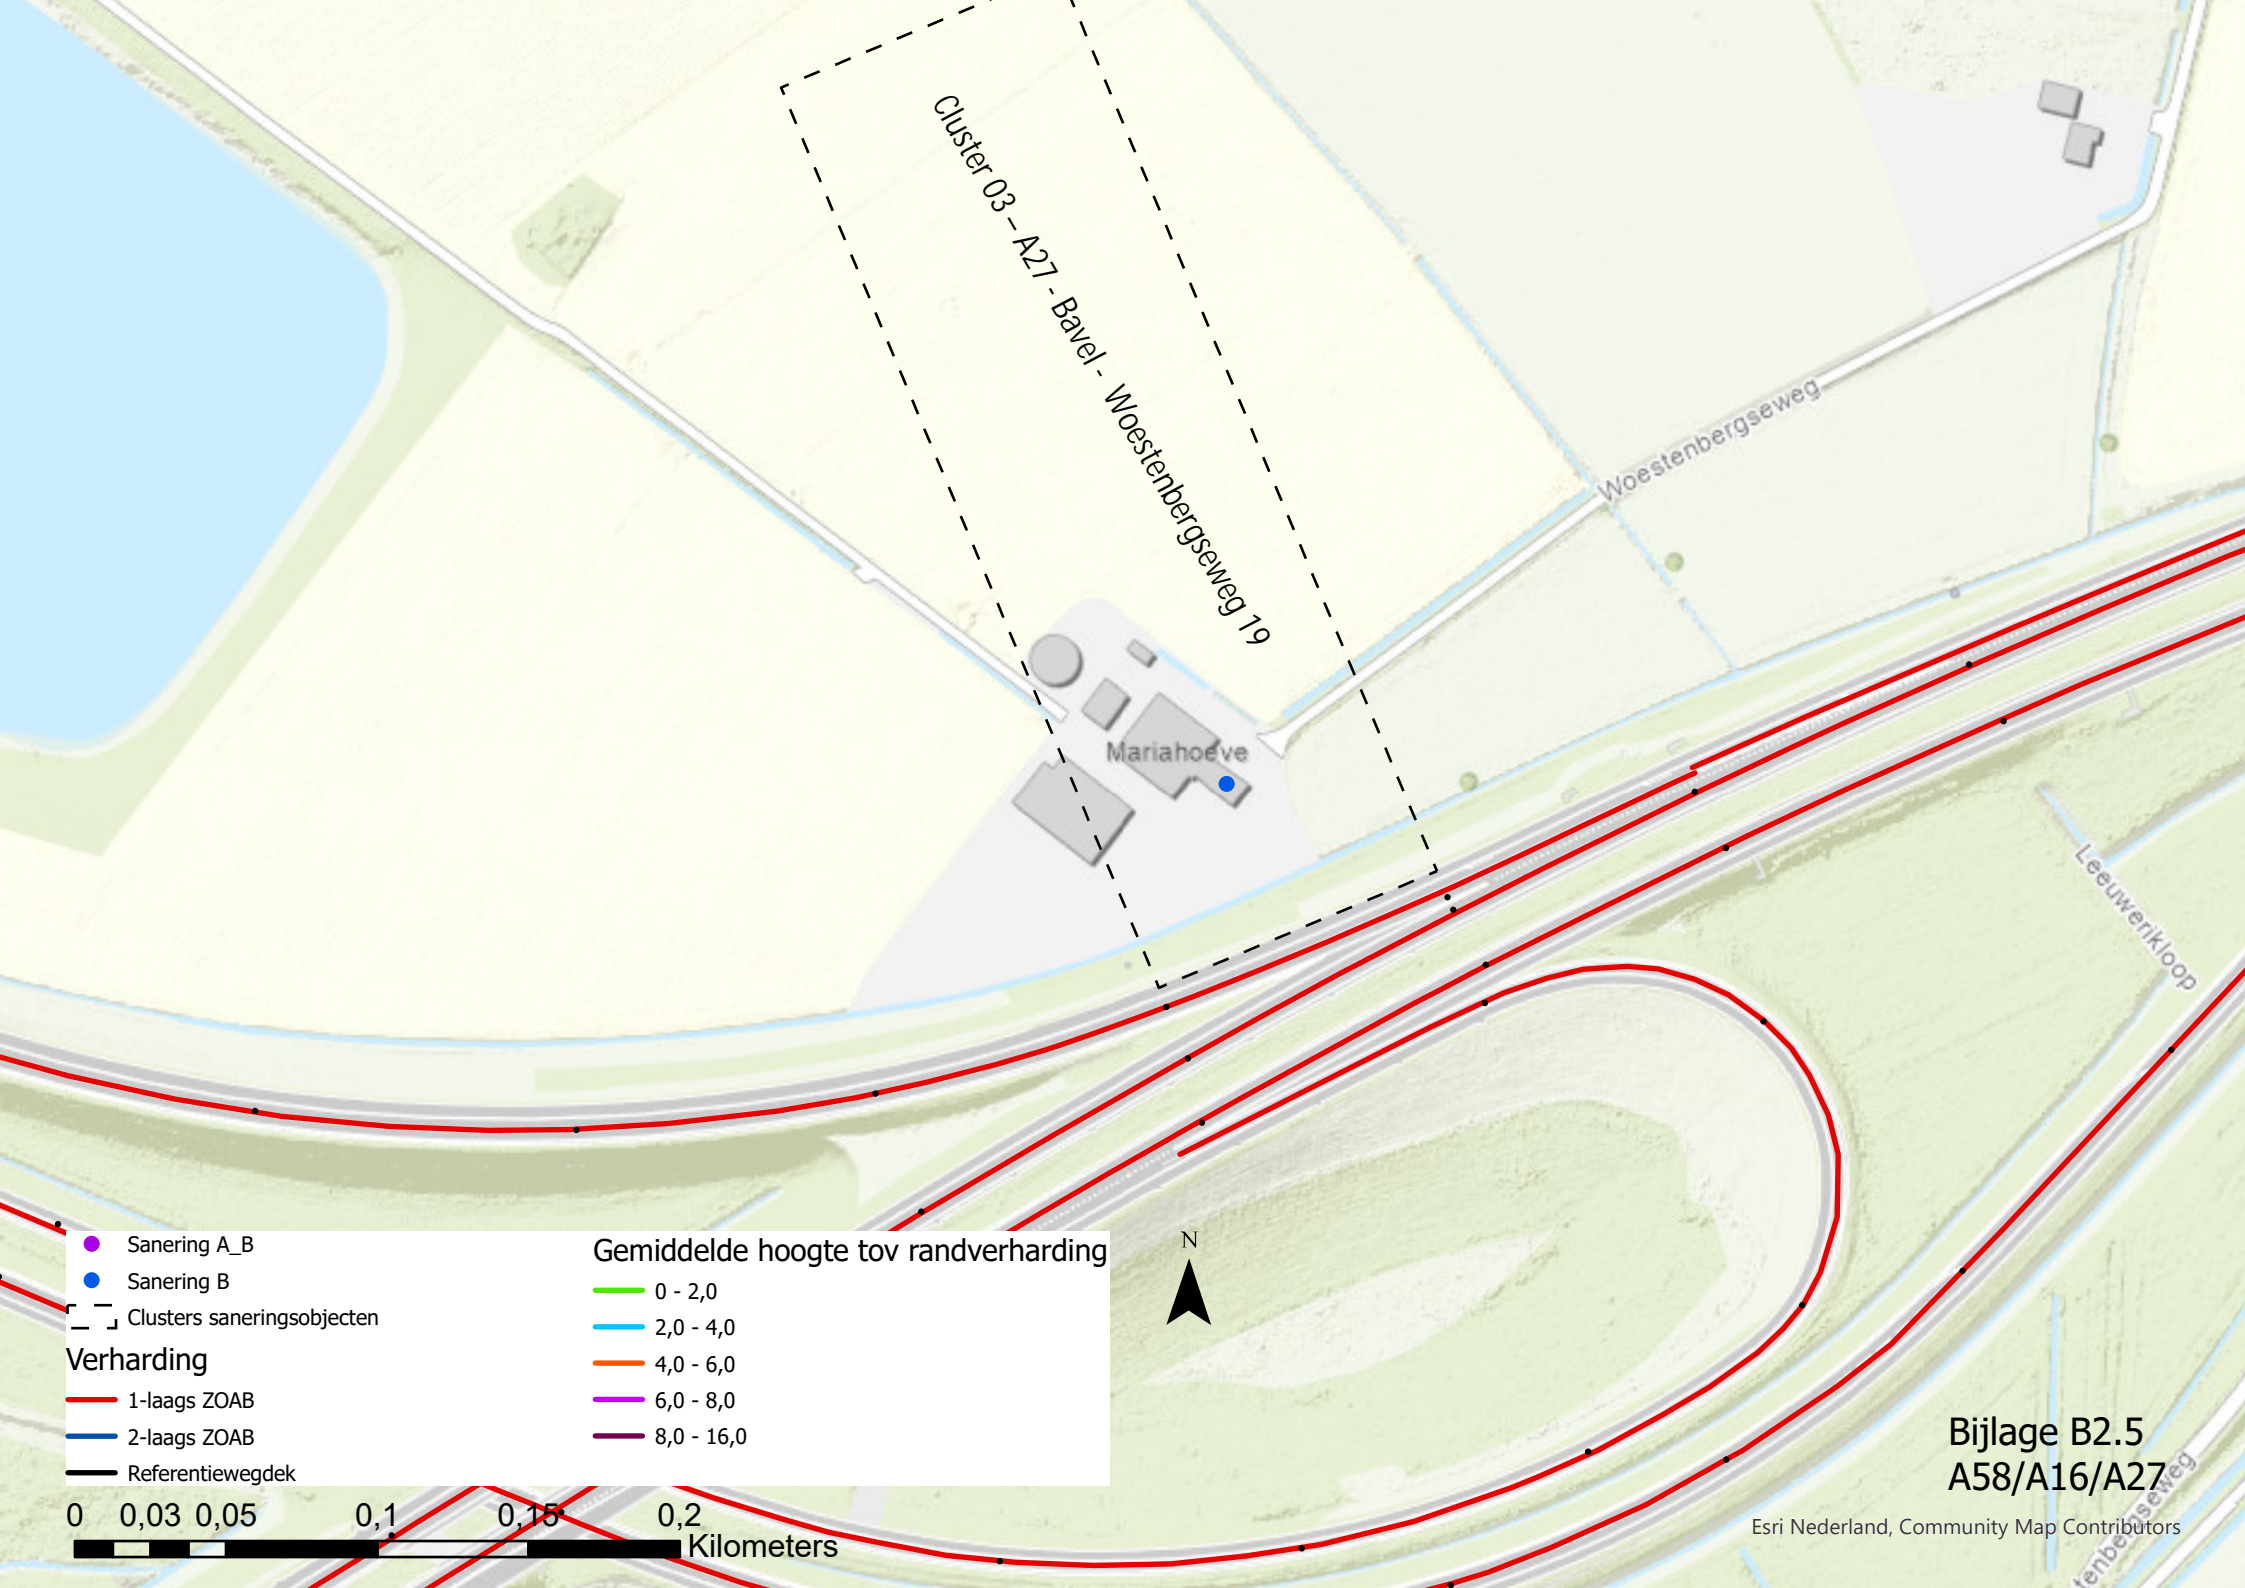 Cluster 03 – A27 - Bavel - Woestenbergseweg 19
Woestenbergseweg
Mariahoeve
Leeuwerikloop
N
Sanering A_B
Sanering B
Clusters saneringsobjecten
Verharding
1-laags ZOAB
2-laags ZOAB
Referentiewegdek
Gemiddelde hoogte tov randverharding
0 - 2,0
2,0 - 4,0
4,0 - 6,0
6,0 - 8,0
8,0 - 16,0
0 0,03 0,05 0,1 0,15 0,2
Kilometers
Bijlage B2.5
A58/A16/A27
Esri Nederland, Community Map Contributors